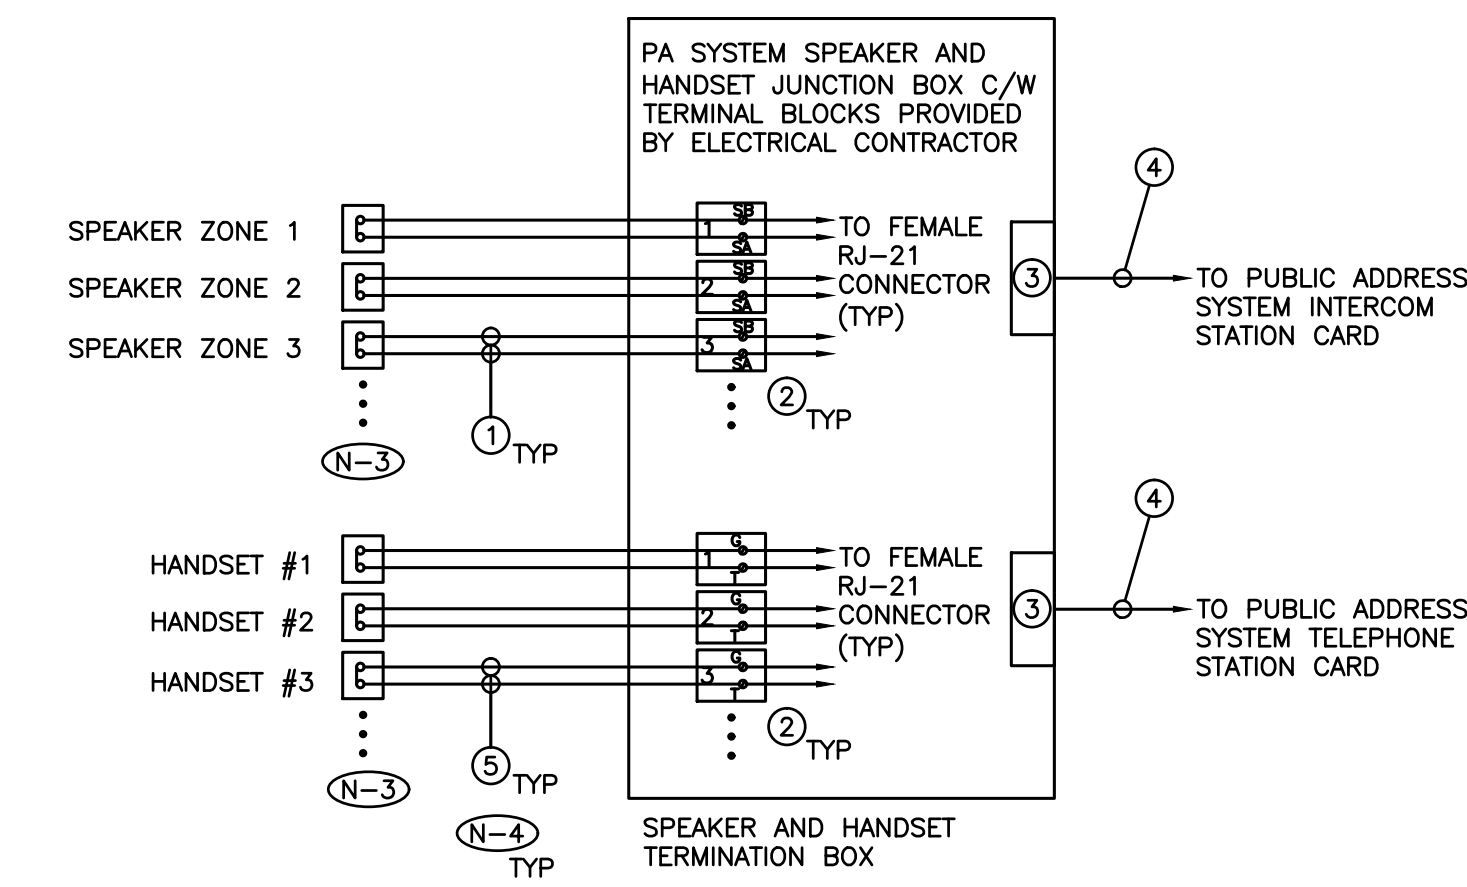 PA SYSTEM SPEAKER AND
HANDSET JUNCTION BOX C/W
TERMINAL BLOCKS PROVIDED
BY ELECTRICAL CONTRACTOR
4
SPEAKER ZONE 1
1
SB
SA
TO FEMALE
RJ-21
CONNECTOR
(TYP)
SPEAKER ZONE 2
2
SB
SA
3
TO PUBLIC ADDRESS
SYSTEM INTERCOM
STATION CARD
SPEAKER ZONE 3
3
SB
SA
2
TYP
1
TYP
N-3
4
HANDSET #1
1
G
T
TO FEMALE
RJ-21
CONNECTOR
(TYP)
HANDSET #2
2
G
T
3
TO PUBLIC ADDRESS
SYSTEM TELEPHONE
STATION CARD
HANDSET #3
3
G
T
2
TYP
5
TYP
N-3
N-4
TYP
SPEAKER AND HANDSET
TERMINATION BOX